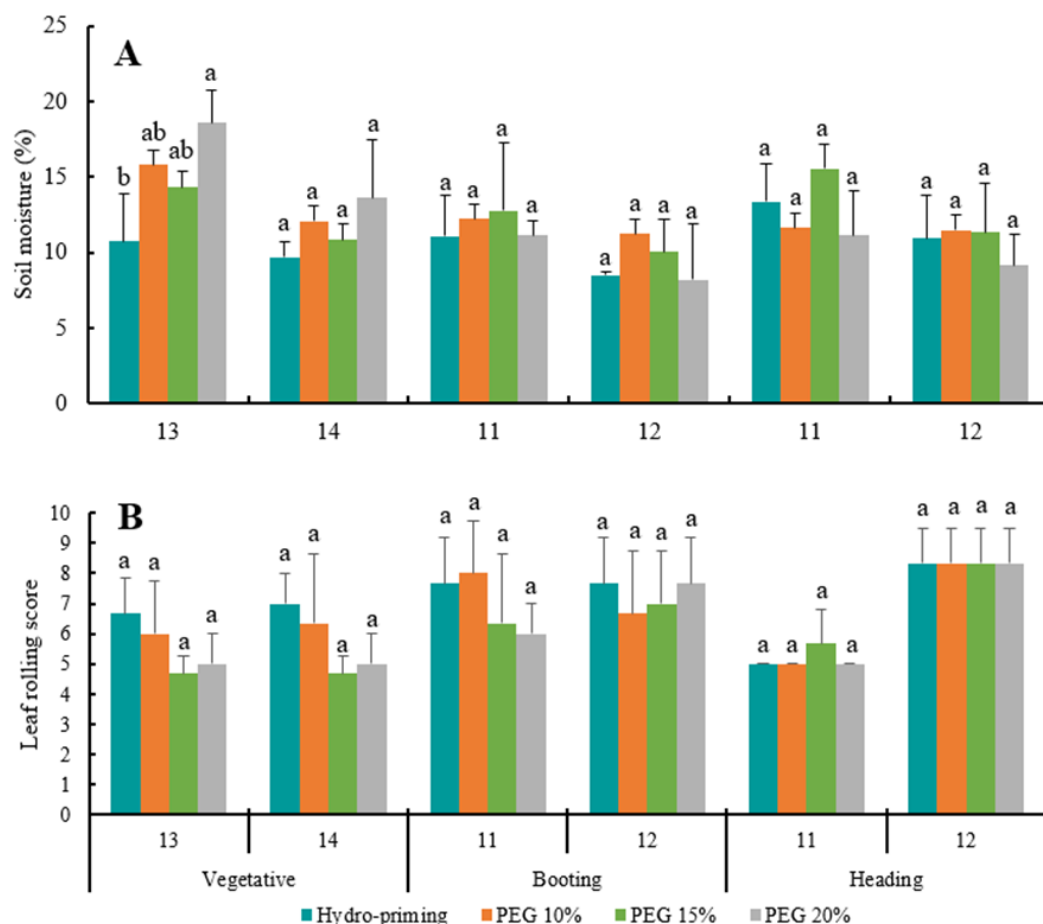 A
Soil moisture (%)
25
20
15
10
5
0
b ab ab a
a a a a
a a a a
a a a a
a a a a
a a a a
13 14 11 12 11 12
B
Leaf rolling score
10
9
8
7
6
5
4
3
2
1
0
a a a a
a a a a
a a a a
a a a a
a a a a
a a a a
13 14 11 12 11 12
Vegetative Booting Heading
Hydro-priming PEG 10% PEG 15% PEG 20%